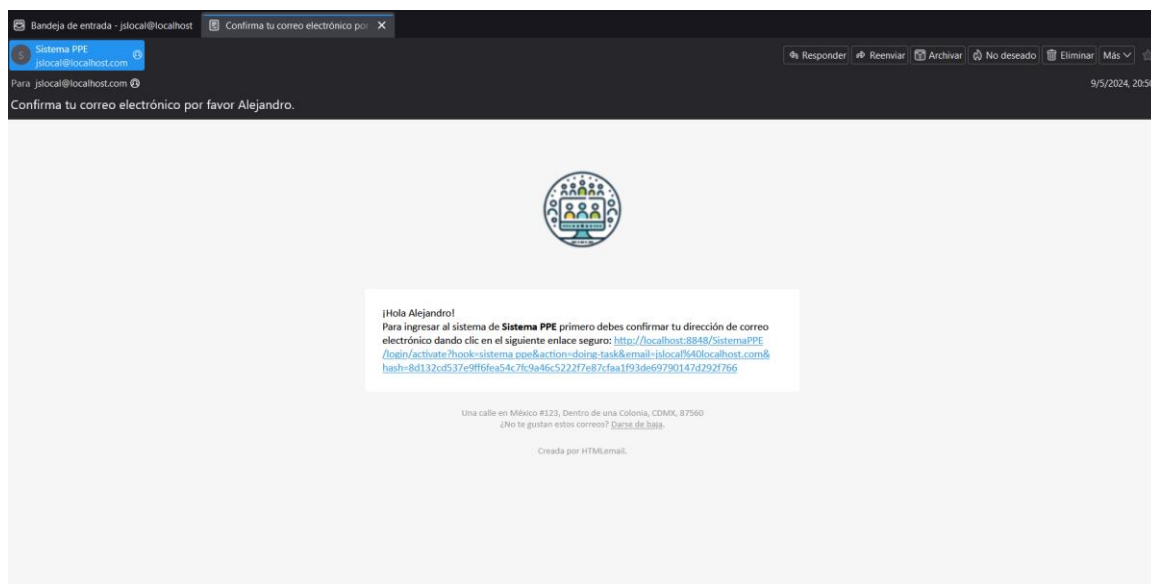 Bandeja de entrada - jslocal@localhost
Confirma tu correo electrónico por
Sistema PPE
jslocal@localhost.com
Responder
Reenviar
Archivar
No deseado
Eliminar
Más
Para jslocal@localhost.com
9/5/2024, 20:50
Confirma tu correo electrónico por favor Alejandro.
¡Hola Alejandro!
Para ingresar al sistema de Sistema PPE primero debes confirmar tu dirección de correo
electrónico dando clic en el siguiente enlace seguro: http://localhost:8848/SistemaPPE
/login/activate?hook=sistema ppe&action=doing-task&email=jslocal%40localhost.com&
hash=8d132cd537e9ff6fea54c7fc9a46c5222f7e87cfaa1f93de69790147d292f766
Una calle en México #123, Dentro de una Colonia, CDMX, 87560
¿No te gustan estos correos? Darse de baja.
Creada por HTMLemail.